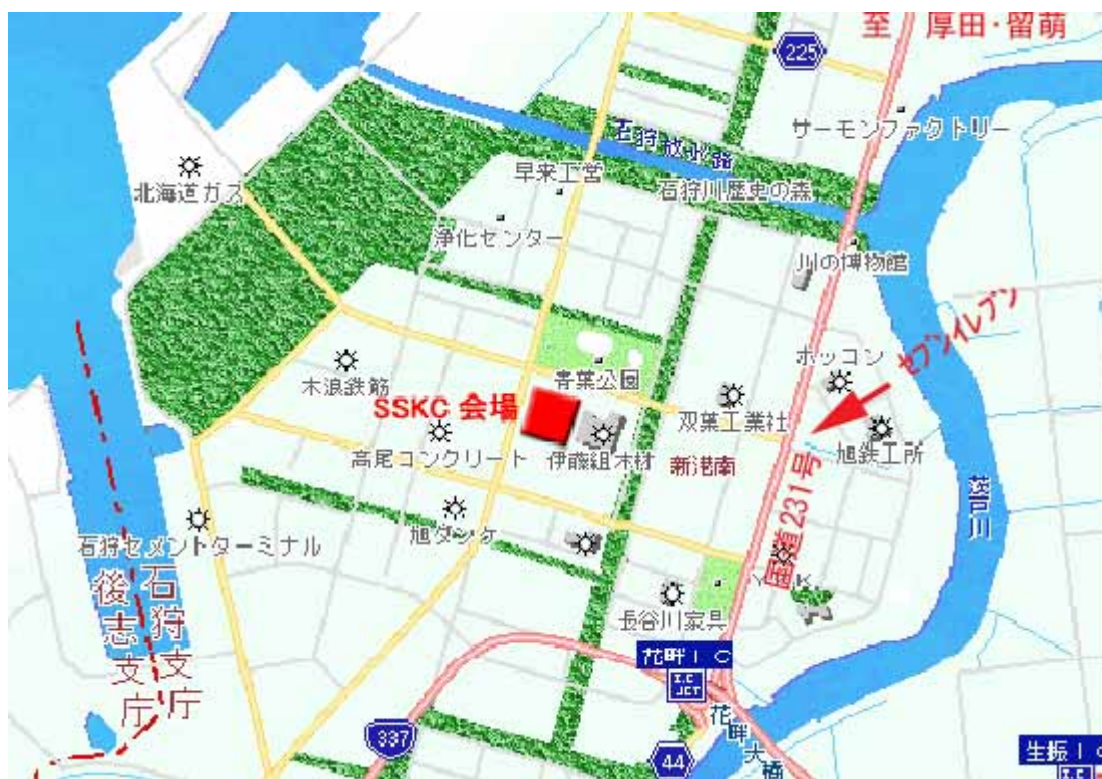 至 厚田・留萌
225
サーモンファクトリー
石狩放水路
早来工営
石狩川歴史の森
北海道ガス
浄化センター
川の博物館
セブンイレブン
ホッコン
青葉公園
木浪鉄筋
SSKC 会場
双葉工業社
高尾コンクリート
伊藤組木材
新港南
旭鉄工所
国道231号
茨戸川
旭ダンケ
石狩セメントターミナル
後志支庁
石狩支庁
長谷川家具
花畔IC
I.C
JCT
花畔大橋
337
44
生振I